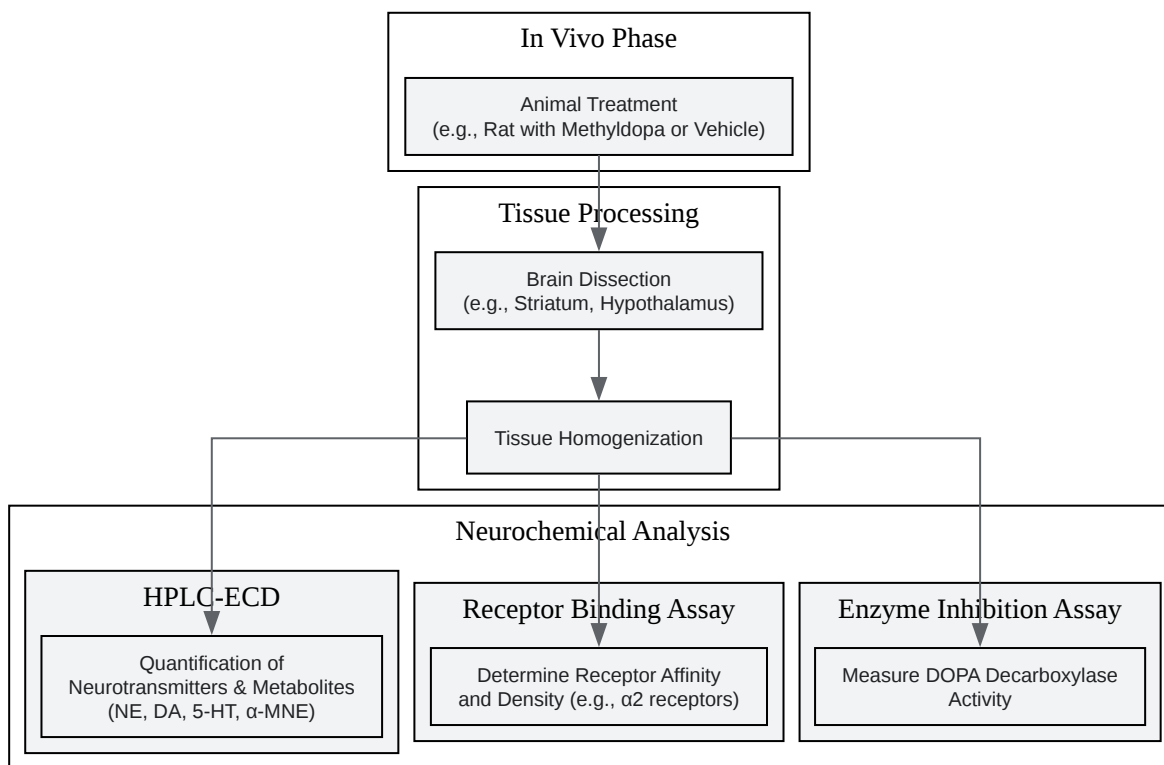 In Vivo Phase
Animal Treatment
(e.g., Rat with Methyldopa or Vehicle)
Tissue Processing
Brain Dissection
(e.g., Striatum, Hypothalamus)
Tissue Homogenization
Neurochemical Analysis
HPLC-ECD
Quantification of
Neurotransmitters & Metabolites
(NE, DA, 5-HT, α-MNE)
Receptor Binding Assay
Determine Receptor Affinity
and Density (e.g., α2 receptors)
Enzyme Inhibition Assay
Measure DOPA Decarboxylase
Activity